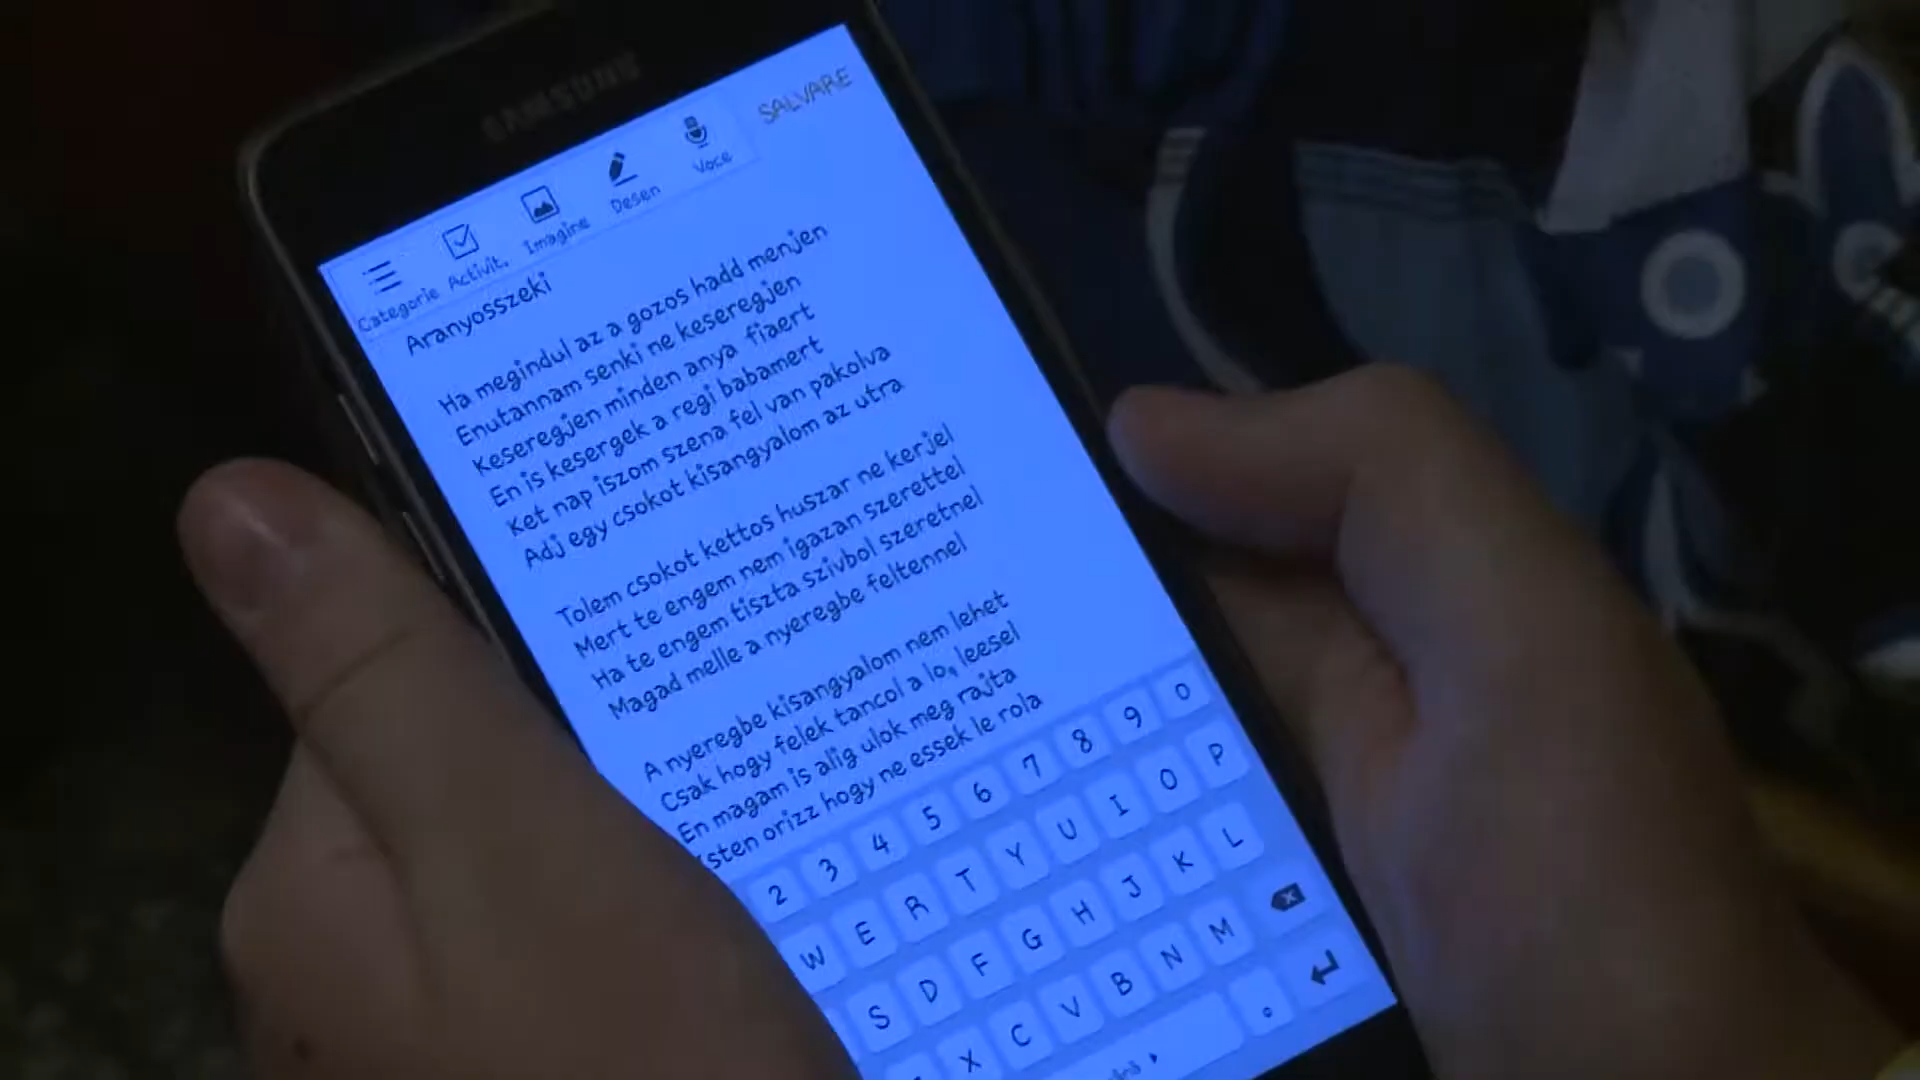 SAMSUNG
SALVARE
Categorie
Activit.
Imagine
Desen
Voce
Aranyosszeki
Ha megindul az a gozos hadd menjen
Enutannam senki ne keseregjen
Keseregjen minden anya fiaert
En is kesergek a regi babamert
Ket nap iszom szena fel van pakolva
Adj egy csokot kisangyalom az utra
Tolem csokot kettos huszar ne kerjel
Mert te engem nem igazan szerettel
Ha te engem tiszta szivbol szeretnel
Magad melle a nyeregbe feltennel
A nyeregbe kisangyalom nem lehet
Csak hogy felek tancol a lo, leesel
En magam is alig ulok meg rajta
Isten orizz hogy ne essek le rola
2 3 4 5 6 7 8 9 0
W E R T Y U I O P
S D F G H J K L
X C V B N M
.